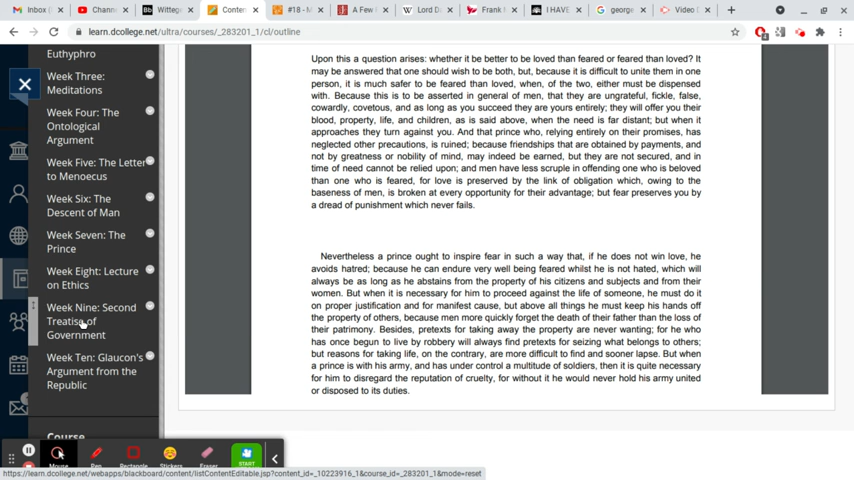 Inbox (
Chann
Wittege
Conten
#18 - M
A Few i
Lord Da
Frank
I HAVE
george
Video D
learn.dcollege.net/ultra/courses/_283201_1/cl/outline
Euthyphro
Week Three:
Meditations
Week Four: The
Ontological
Argument
Week Five: The Letter
to Menoecus
Week Six: The
Descent of Man
Week Seven: The
Prince
Week Eight: Lecture
on Ethics
Week Nine: Second
Treatise of
Government
Week Ten: Glaucon's
Argument from the
Republic
Course
Upon this a question arises: whether it be better to be loved than feared or feared than loved? It
may be answered that one should wish to be both, but, because it is difficult to unite them in one
person, it is much safer to be feared than loved, when, of the two, either must be dispensed
with. Because this is to be asserted in general of men, that they are ungrateful, fickle, false,
cowardly, covetous, and as long as you succeed they are yours entirely; they will offer you their
blood, property, life, and children, as is said above, when the need is far distant; but when it
approaches they turn against you. And that prince who, relying entirely on their promises, has
neglected other precautions, is ruined; because friendships that are obtained by payments, and
not by greatness or nobility of mind, may indeed be earned, but they are not secured, and in
time of need cannot be relied upon; and men have less scruple in offending one who is beloved
than one who is feared, for love is preserved by the link of obligation which, owing to the
baseness of men, is broken at every opportunity for their advantage; but fear preserves you by
a dread of punishment which never fails.
Nevertheless a prince ought to inspire fear in such a way that, if he does not win love, he
avoids hatred; because he can endure very well being feared whilst he is not hated, which will
always be as long as he abstains from the property of his citizens and subjects and from their
women. But when it is necessary for him to proceed against the life of someone, he must do it
on proper justification and for manifest cause, but above all things he must keep his hands off
the property of others, because men more quickly forget the death of their father than the loss of
their patrimony. Besides, pretexts for taking away the property are never wanting; for he who
has once begun to live by robbery will always find pretexts for seizing what belongs to others;
but reasons for taking life, on the contrary, are more difficult to find and sooner lapse. But when
a prince is with his army, and has under control a multitude of soldiers, then it is quite necessary
for him to disregard the reputation of cruelty, for without it he would never hold his army united
or disposed to its duties.
Mouse
Pen
Rectangle
Stickers
Eraser
START
https://learn.dcollege.net/webapps/blackboard/content/listContentEditable.jsp?content_id=_10223916_1&course_id=_283201_1&mode=reset